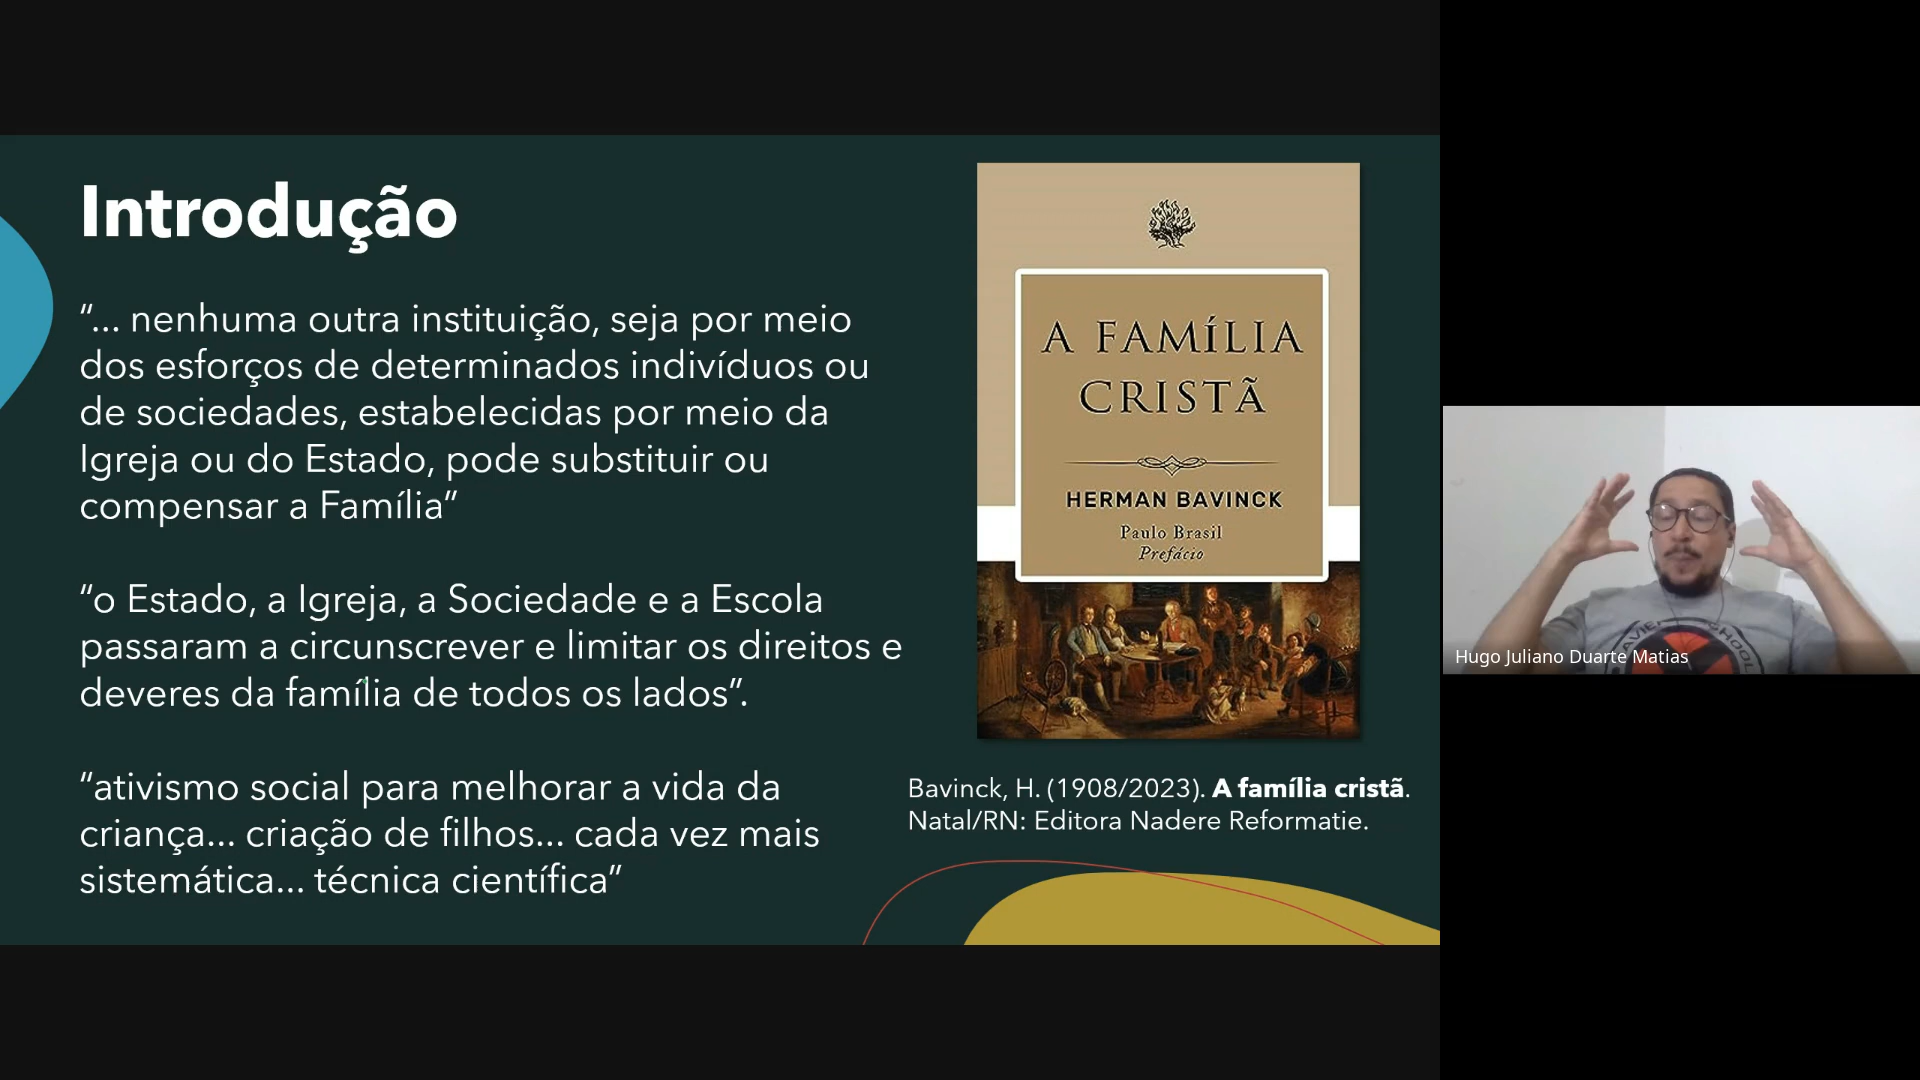 Introdução
“... nenhuma outra instituição, seja por meio
dos esforços de determinados indivíduos ou
de sociedades, estabelecidas por meio da
Igreja ou do Estado, pode substituir ou
compensar a Família”
“o Estado, a Igreja, a Sociedade e a Escola
passaram a circunscrever e limitar os direitos e
deveres da família de todos os lados”.
“ativismo social para melhorar a vida da
criança... criação de filhos... cada vez mais
sistemática... técnica científica”
A FAMÍLIA
CRISTÃ
HERMAN BAVINCK
Paulo Brasil
Prefácio
Bavinck, H. (1908/2023). A família cristã.
Natal/RN: Editora Nadere Reformatie.
Hugo Juliano Duarte Matias